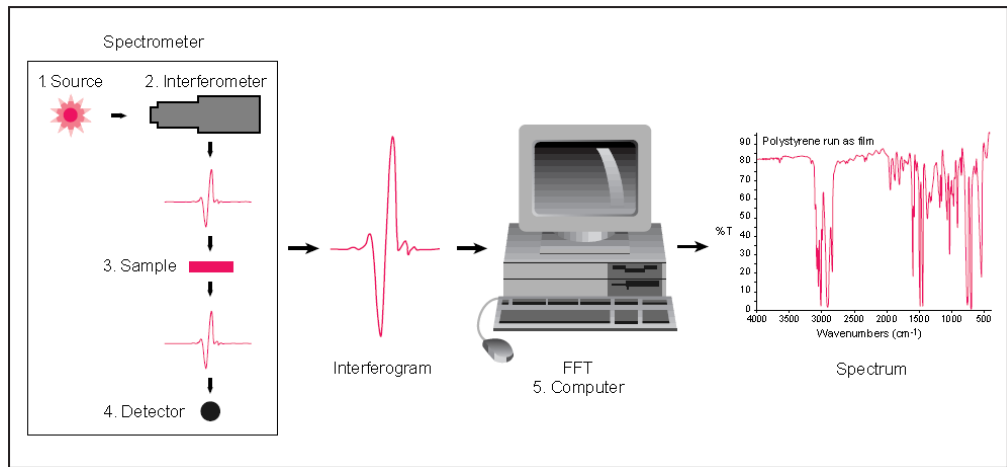 Spectrometer
1. Source
2. Interferometer
3. Sample
4. Detector
Interferogram
FFT
5. Computer
Polystyrene run as film
90
80
70
60
50
%T
40
30
20
10
0
4000 3000 2500 2000 1500 1000 500
Wavenumbers (cm-1)
Spectrum